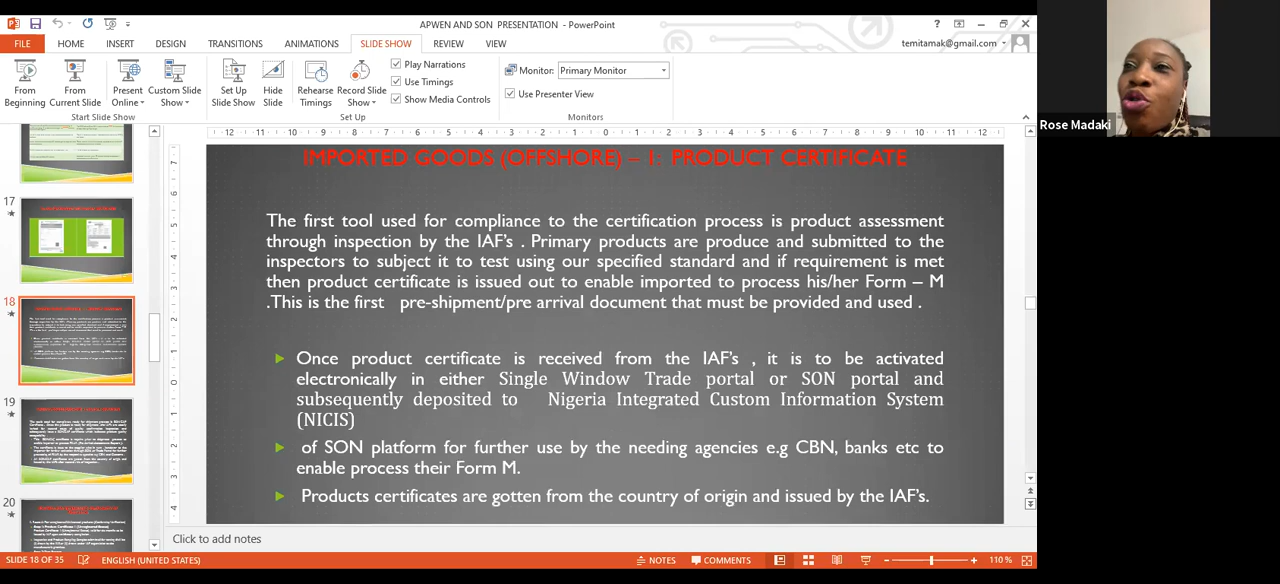 APWEN AND SON PRESENTATION - PowerPoint
FILE HOME INSERT DESIGN TRANSITIONS ANIMATIONS SLIDE SHOW REVIEW VIEW
temitamak@gmail.com
From Beginning
From Current Slide
Present Online
Custom Slide Show
Start Slide Show
Set Up Slide Show
Hide Slide
Rehearse Timings
Record Slide Show
Play Narrations
Use Timings
Show Media Controls
Set Up
Monitor: Primary Monitor
Use Presenter View
Monitors
Rose Madaki
17
18
19
20
IMPORTED GOODS (OFFSHORE) – 1: PRODUCT CERTIFICATE
The first tool used for compliance to the certification process is product assessment
through inspection by the IAF's . Primary products are produce and submitted to the
inspectors to subject it to test using our specified standard and if requirement is met
then product certificate is issued out to enable imported to process his/her Form – M
.This is the first pre-shipment/pre arrival document that must be provided and used .
Once product certificate is received from the IAF's , it is to be activated
electronically in either Single Window Trade portal or SON portal and
subsequently deposited to Nigeria Integrated Custom Information System
(NICIS)
of SON platform for further use by the needing agencies e.g CBN, banks etc to
enable process their Form M.
Products certificates are gotten from the country of origin and issued by the IAF's.
Click to add notes
SLIDE 18 OF 35 ENGLISH (UNITED STATES) NOTES COMMENTS 110 %